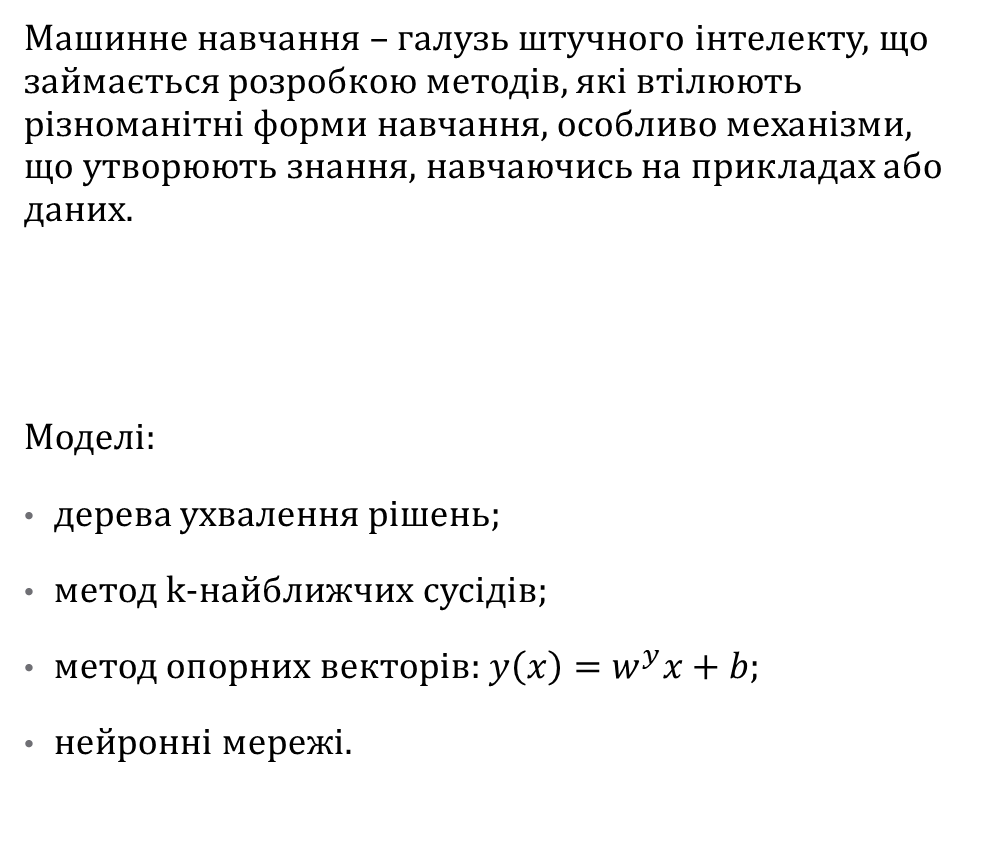 Машинне навчання – галузь штучного інтелекту, що
займається розробкою методів, які втілюють
різноманітні форми навчання, особливо механізми,
що утворюють знання, навчаючись на прикладах або
даних.
Моделі:
• дерева ухвалення рішень;
• метод k-найближчих сусідів;
• метод опорних векторів: y(x) = w^y x + b;
• нейронні мережі.